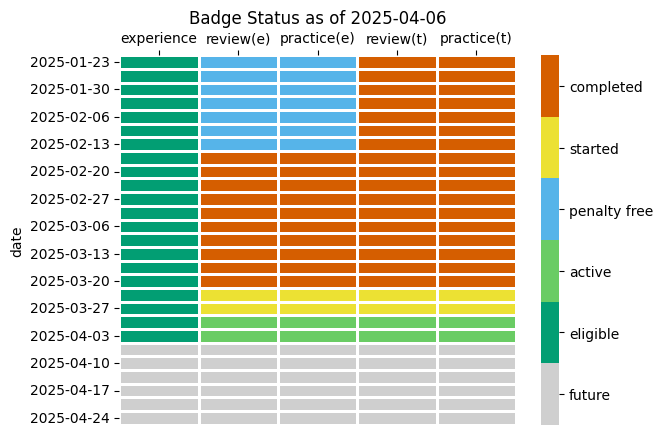 Badge Status as of 2025-04-06
experience review(e) practice(e) review(t) practice(t)
2025-01-23
2025-01-30
2025-02-06
2025-02-13
2025-02-20
2025-02-27
2025-03-06
2025-03-13
2025-03-20
2025-03-27
2025-04-03
2025-04-10
2025-04-17
2025-04-24
date
completed
started
penalty free
active
eligible
future